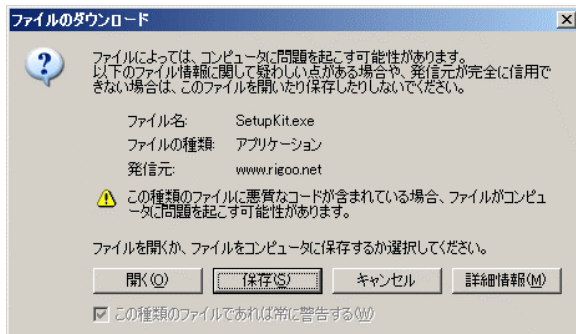 ファイルのダウンロード
ファイルによっては、コンピュータに問題を起こす可能性があります。
以下のファイル情報に関して疑わしい点がある場合や、発信元が完全に信用で
きない場合は、このファイルを開いたり保存したりしないでください。
ファイル名: SetupKit.exe
ファイルの種類: アプリケーション
発信元: www.rigoo.net
この種類のファイルに悪質なコードが含まれている場合、ファイルがコンピュ
ータに問題を起こす可能性があります。
ファイルを開くか、ファイルをコンピュータに保存するか選択してください。
開く(O) 保存(S) キャンセル 詳細情報(M)
この種類のファイルであれば常に警告する(W)